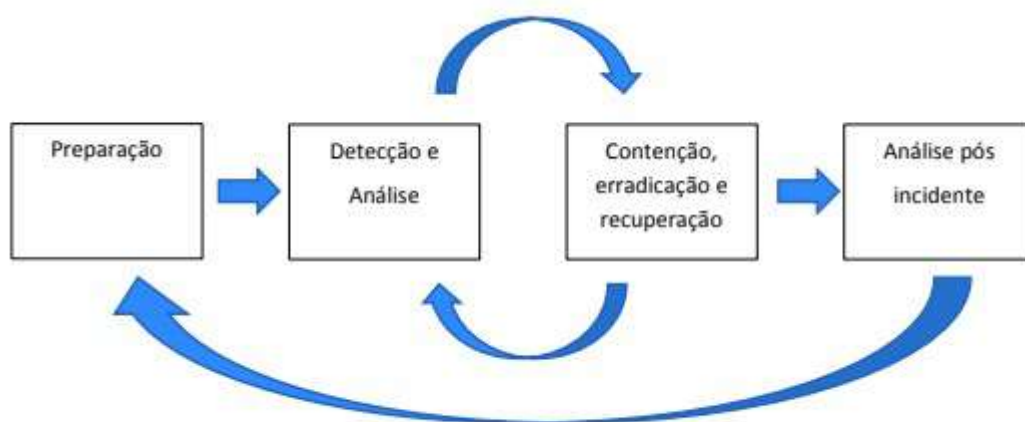 Preparação
Detecção e
Análise
Contenção,
erradicação e
recuperação
Análise pós
incidente